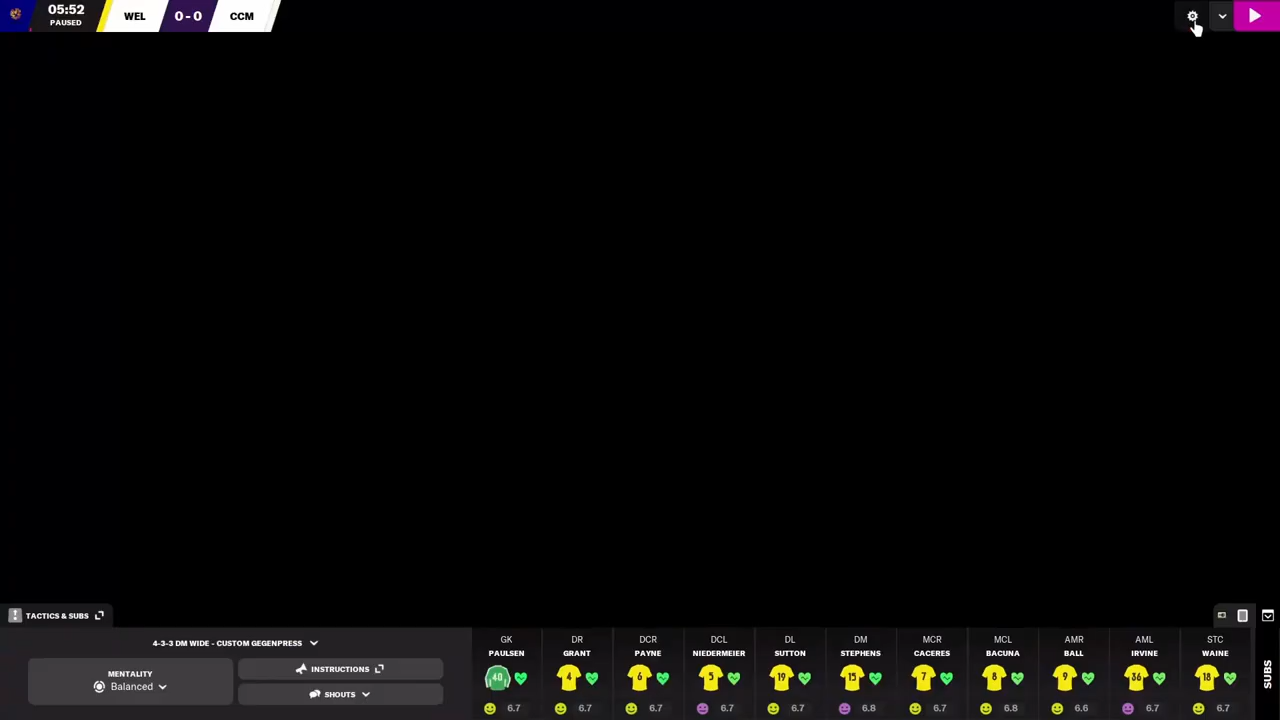 05:52
PAUSED
WEL
0 - 0
CCM
TACTICS & SUBS
4-3-3 DM WIDE - CUSTOM GEGENPRESS
MENTALITY
Balanced
INSTRUCTIONS
SHOUTS
GK DR DCR DCL DL DM MCR MCL AMR AML STC
PAULSEN GRANT PAYNE NIEDERMEIER SUTTON STEPHENS CACERES BACUNA BALL IRVINE WAINE
40 4 6 5 19 15 7 8 9 36 18
6.7 6.7 6.7 6.7 6.7 6.8 6.7 6.8 6.6 6.7 6.7
SUBS